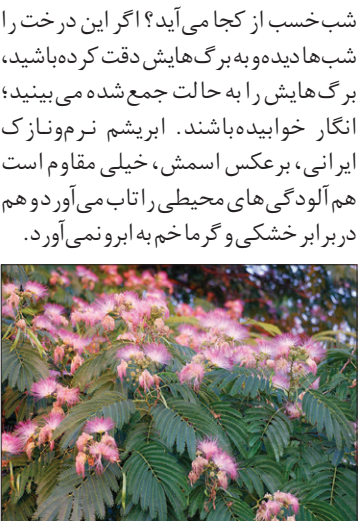 شب‌خسب از کجا می‌آید؟ اگر این درخت را
شب‌ها دیده‌و به برگ‌هایش دقت کرده‌باشید،
برگ‌هایش را به حالت جمع‌شده می‌بینید؛
انگار خوابیده‌باشند. ابریشم نرم‌ونازک
ایرانی، برعکس اسمش، خیلی مقاوم است
هم آلودگی‌های محیطی را تاب می‌آورد و هم
در برابر خشکی و گرما خم به ابرو نمی‌آورد.